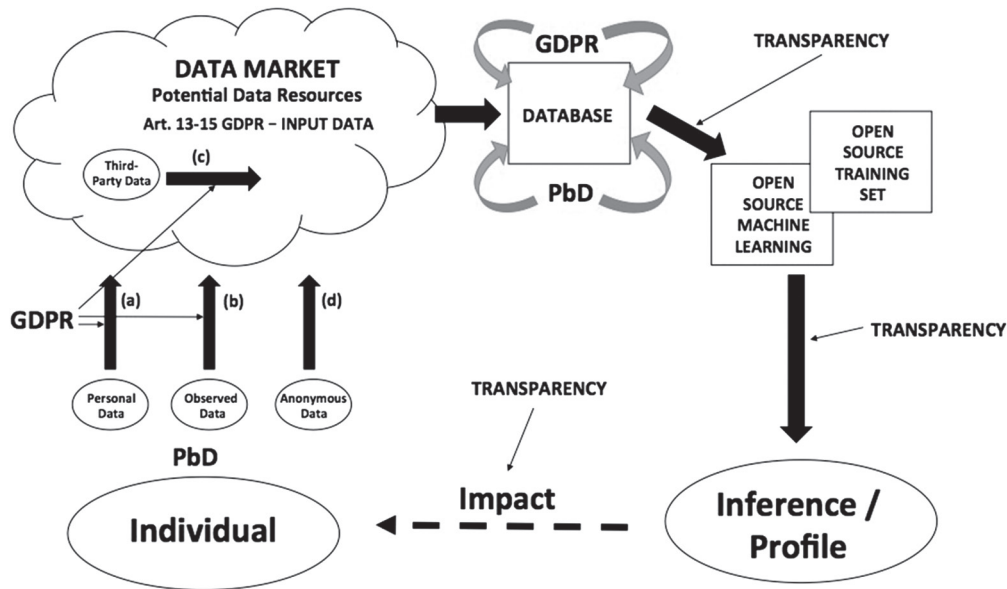 DATA MARKET
Potential Data Resources
Art. 13-15 GDPR – INPUT DATA
Third-
Party Data
(c)
GDPR
DATABASE
PbD
TRANSPARENCY
OPEN
SOURCE
TRAINING
SET
OPEN
SOURCE
MACHINE
LEARNING
GDPR
(a)
(b)
(d)
Personal
Data
Observed
Data
Anonymous
Data
TRANSPARENCY
TRANSPARENCY
PbD
Individual
Impact
Inference /
Profile